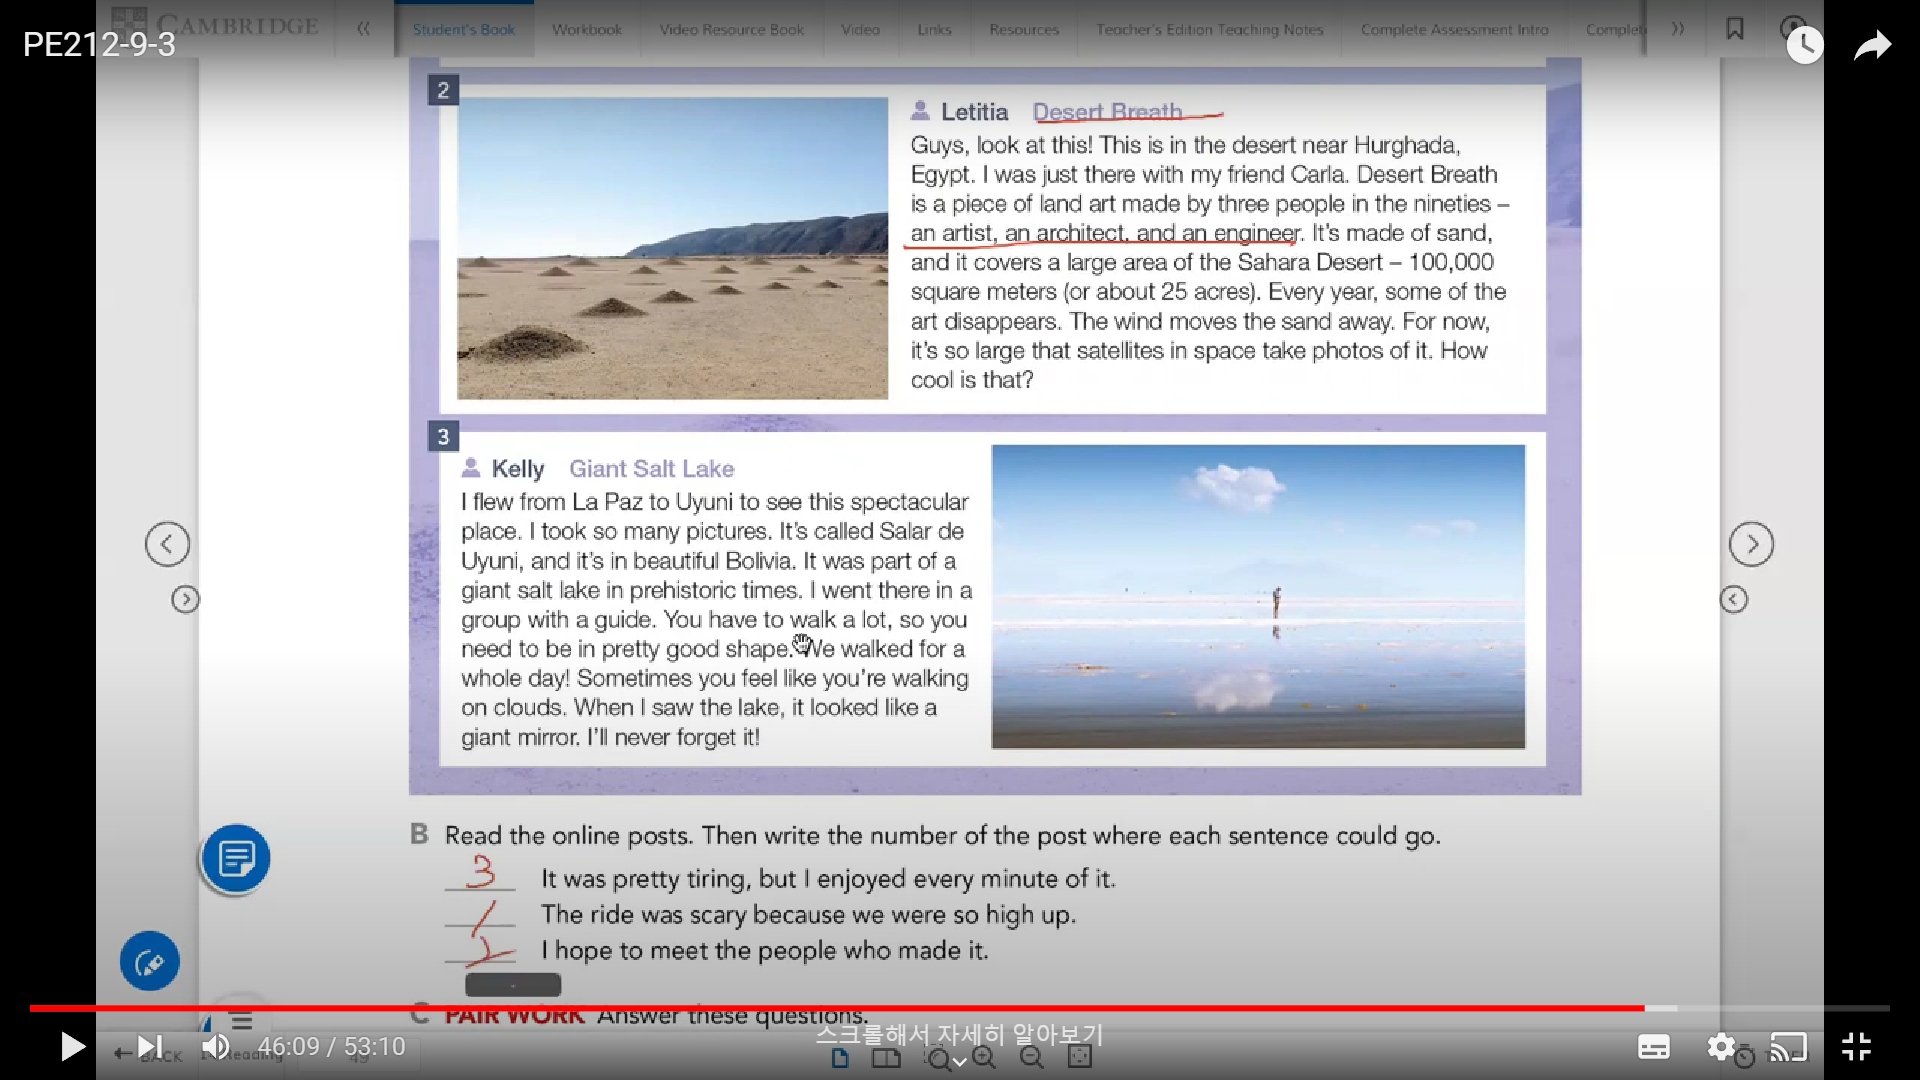 PE212-9-3
CAMBRIDGE
Student's Book
Workbook
Video Resource Book
Video
Links
Resources
Teacher's Edition Teaching Notes
Complete Assessment Intro
2
Letitia Desert Breath
Guys, look at this! This is in the desert near Hurghada,
Egypt. I was just there with my friend Carla. Desert Breath
is a piece of land art made by three people in the nineties –
an artist, an architect, and an engineer. It's made of sand,
and it covers a large area of the Sahara Desert – 100,000
square meters (or about 25 acres). Every year, some of the
art disappears. The wind moves the sand away. For now,
it's so large that satellites in space take photos of it. How
cool is that?
3
Kelly Giant Salt Lake
I flew from La Paz to Uyuni to see this spectacular
place. I took so many pictures. It's called Salar de
Uyuni, and it's in beautiful Bolivia. It was part of a
giant salt lake in prehistoric times. I went there in a
group with a guide. You have to walk a lot, so you
need to be in pretty good shape. We walked for a
whole day! Sometimes you feel like you're walking
on clouds. When I saw the lake, it looked like a
giant mirror. I'll never forget it!
B Read the online posts. Then write the number of the post where each sentence could go.
3 It was pretty tiring, but I enjoyed every minute of it.
1 The ride was scary because we were so high up.
2 I hope to meet the people who made it.
C PAIR WORK Answer these questions.
스크롤해서 자세히 알아보기
46:09 / 53:10
BACK